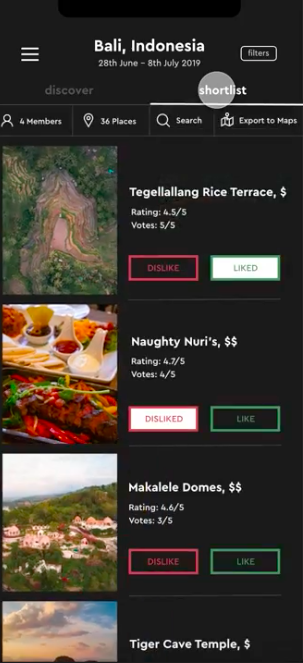 Bali, Indonesia
filters
28th June - 8th July 2019
discover
shortlist
4 Members
36 Places
Search
Export to Maps
Tegellallang Rice Terrace, $
Rating: 4.5/5
Votes: 5/5
DISLIKE
LIKED
Naughty Nuri's, $$
Rating: 4.7/5
Votes: 4/5
DISLIKED
LIKE
Makalele Domes, $$
Rating: 4.6/5
Votes: 3/5
DISLIKE
LIKE
Tiger Cave Temple, $